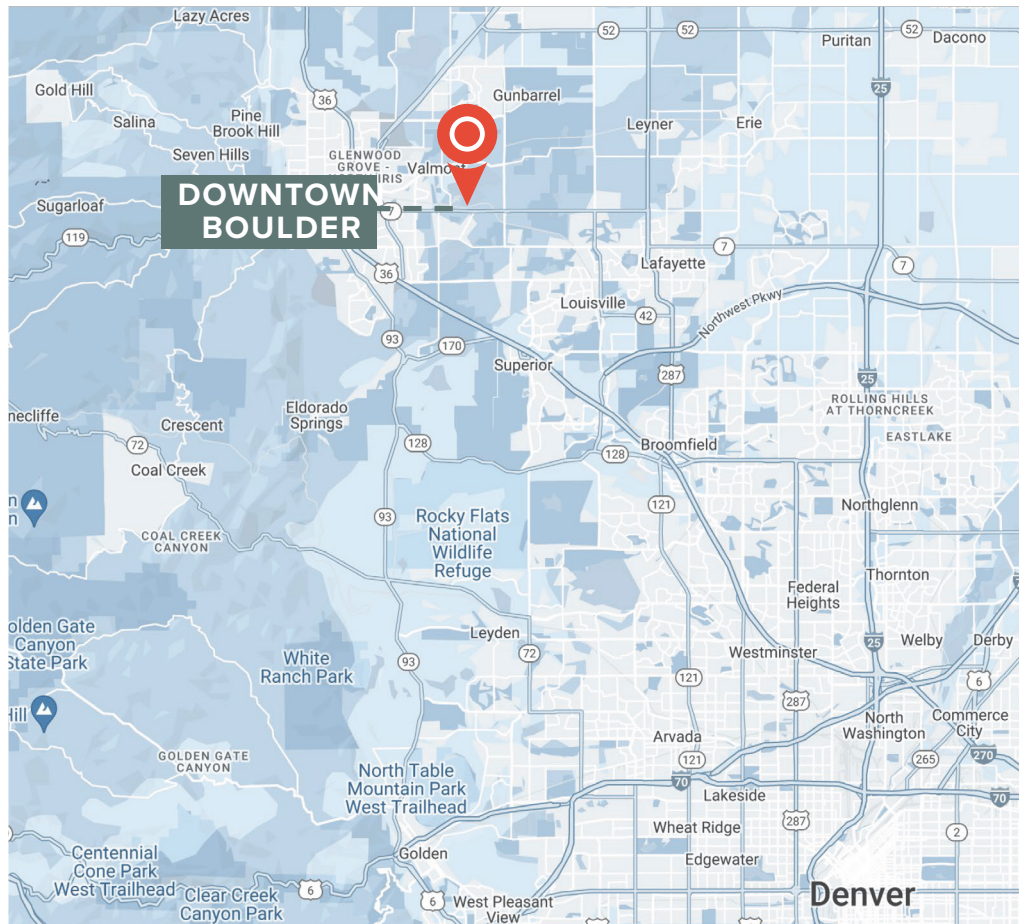 Lazy Acres
52
52
52
Puritan
Dacono
Gold Hill
36
25
Gunbarrel
Salina
Pine
Brook Hill
Leyner
Erie
Seven Hills
GLENWOOD
GROVE -
Valmont
DOWNTOWN
BOULDER
Sugarloaf
7
119
7
36
Lafayette
7
Louisville
42
Northwest Pkwy
93
170
Superior
287
25
ROLLING HILLS
AT THORNCREEK
Eldorado
Springs
Crescent
EASTLAKE
72
128
128
Broomfield
Coal Creek
121
Northglenn
93
Rocky Flats
National
Wildlife
Refuge
COAL CREEK
CANYON
Thornton
Federal
Heights
Leyden
72
25
Welby
Derby
olden Gate
Canyon
State Park
White
Ranch Park
93
Westminster
121
6
287
Hill
North
Washington
Commerce
City
Arvada
GOLDEN GATE
CANYON
121
265
270
North Table
Mountain Park
West Trailhead
70
Lakeside
70
287
Wheat Ridge
2
Golden
Edgewater
Centennial
Cone Park
West Trailhead
6
Clear Creek
Canyon Park
6
West Pleasant
View
6
Denver